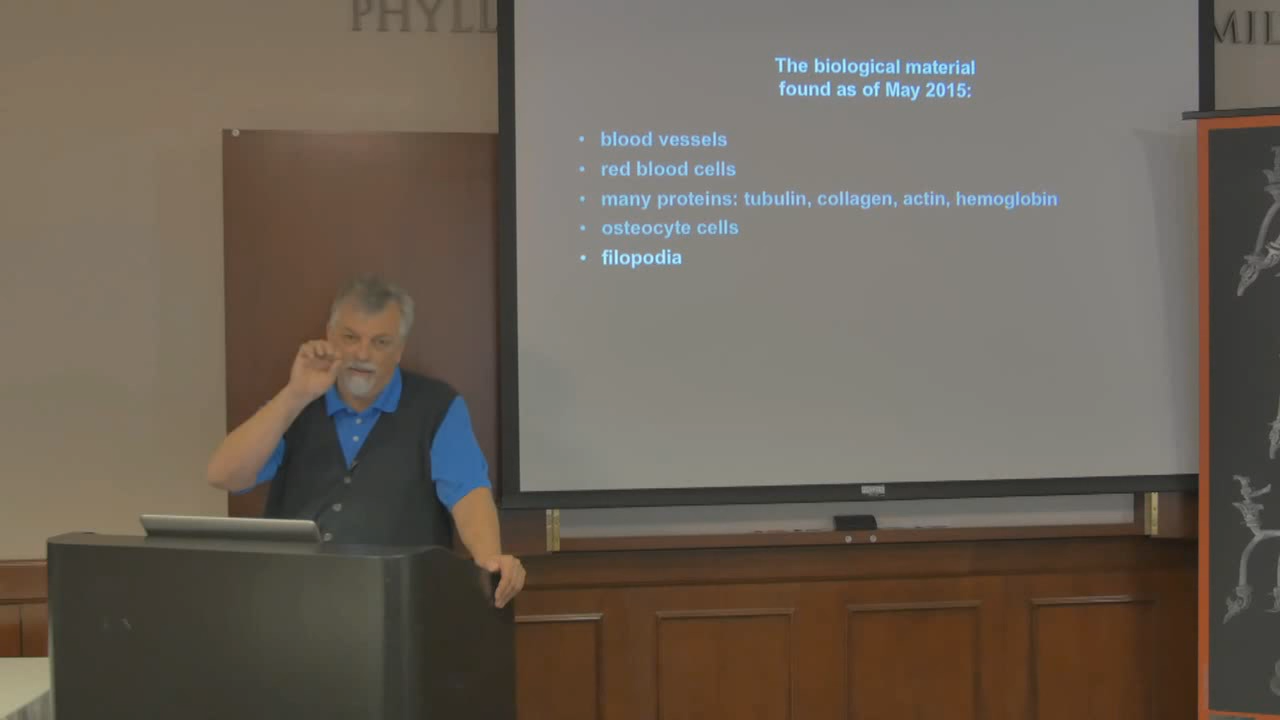 PHYLL
MIL
The biological material
found as of May 2015:
• blood vessels
• red blood cells
• many proteins: tubulin, collagen, actin, hemoglobin
• osteocyte cells
• filopodia